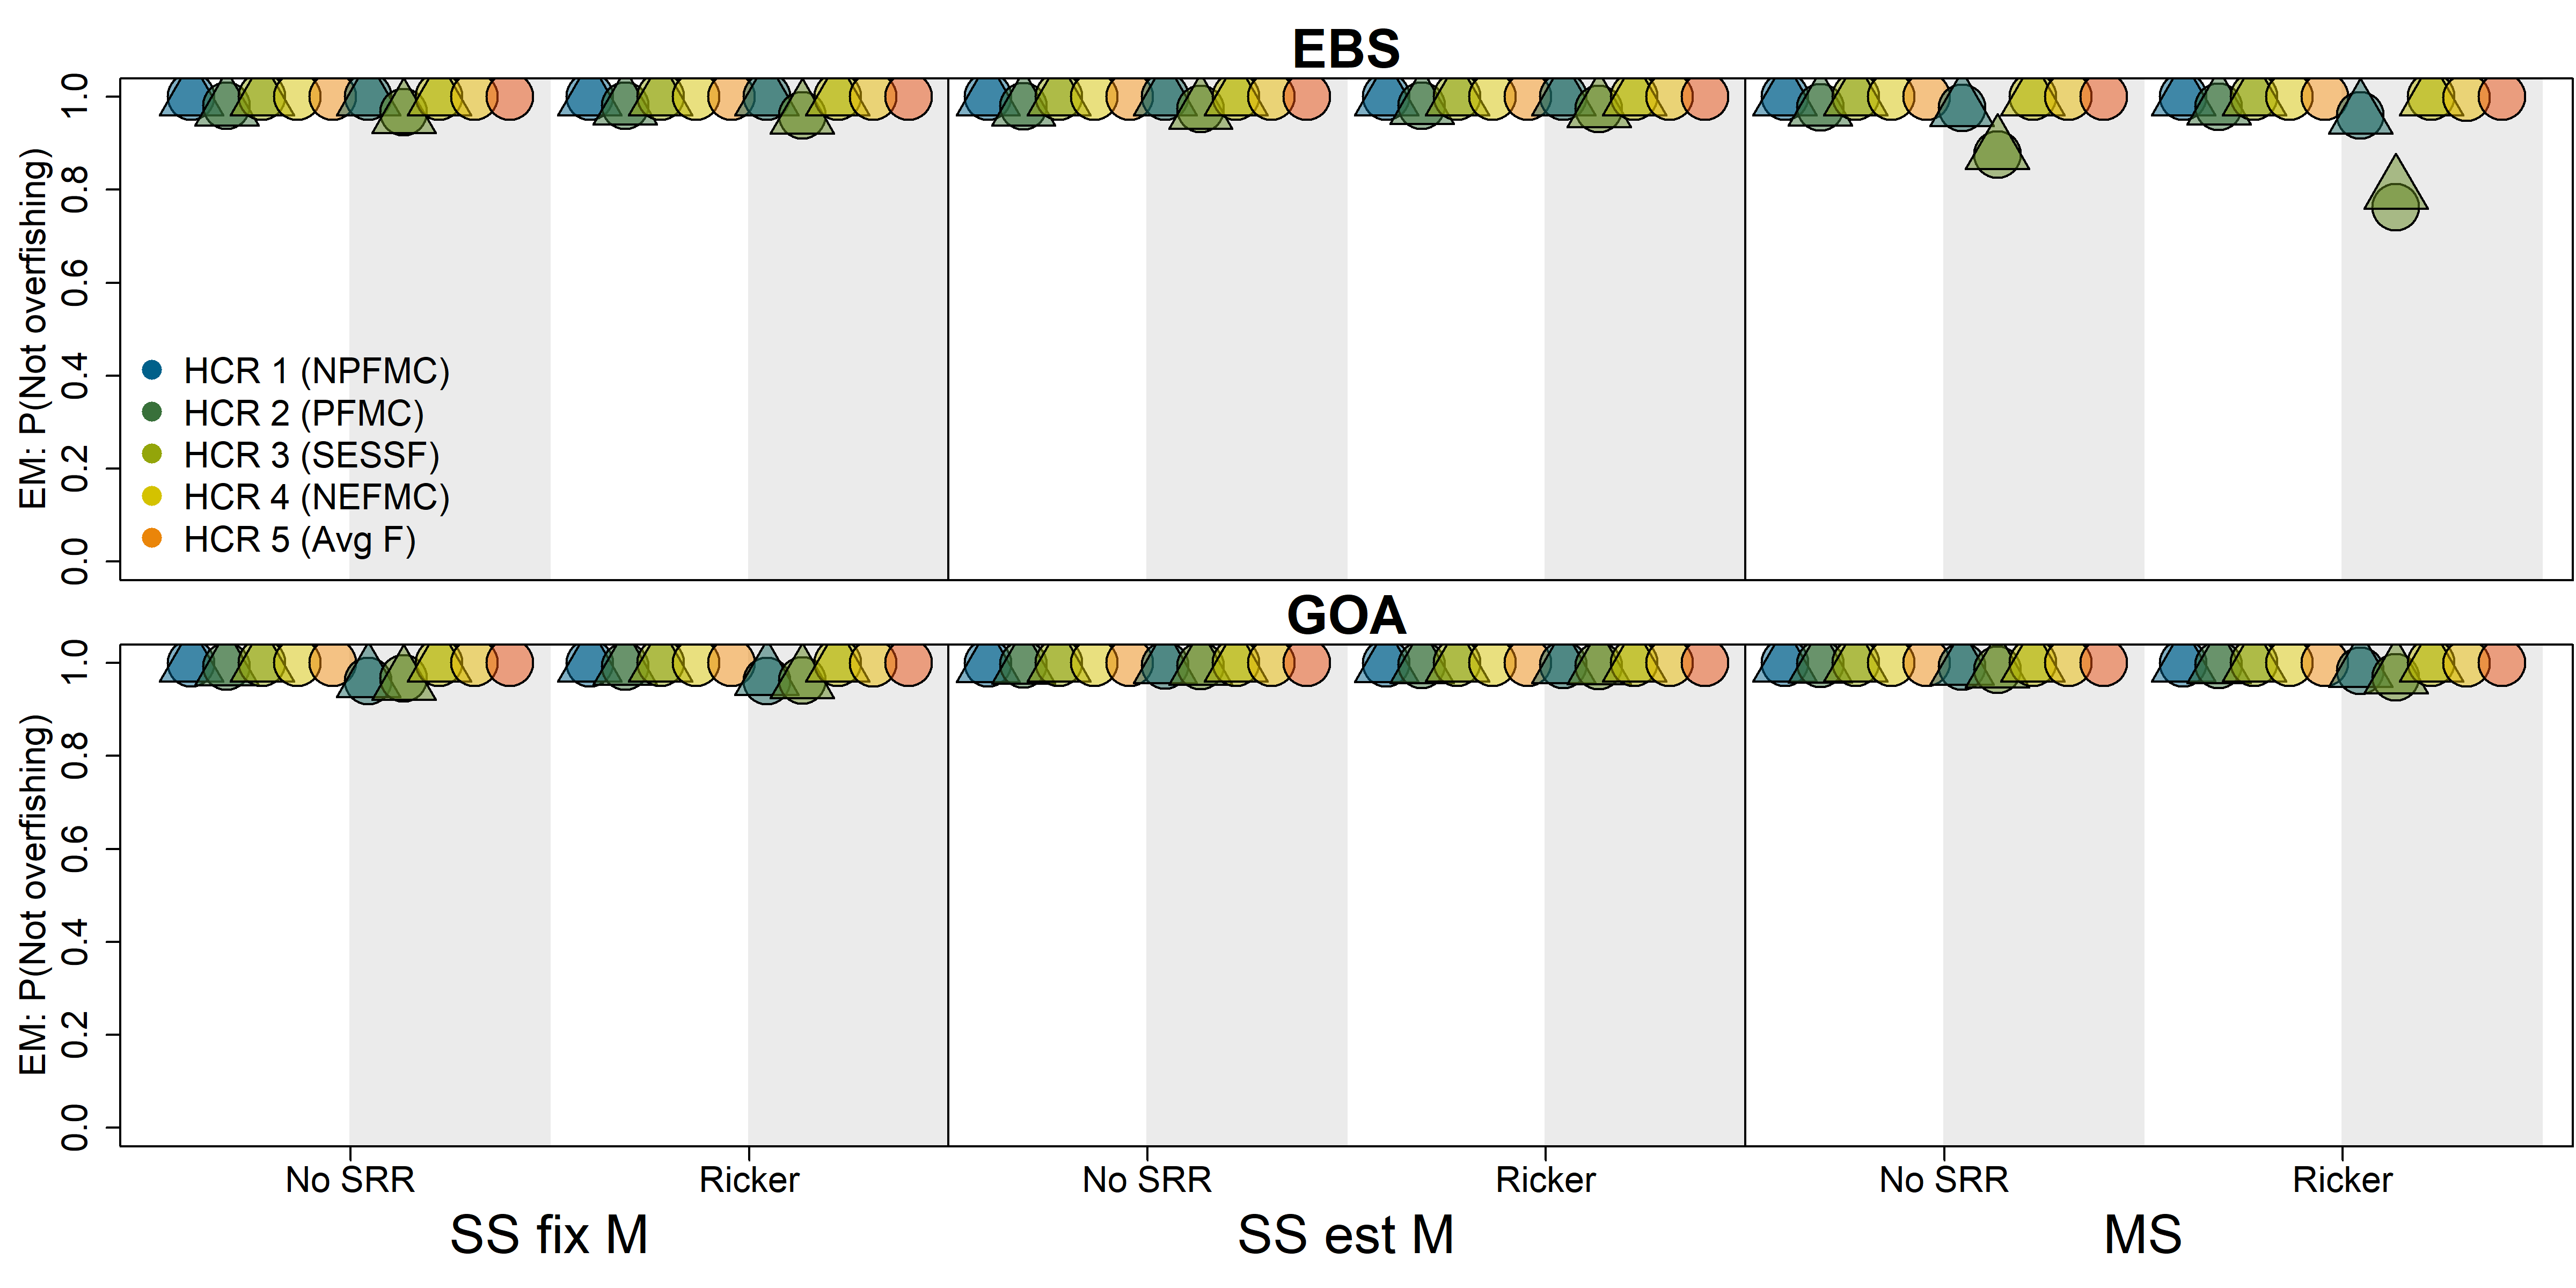 EBS
EM: P(Not overfishing)
1.0
0.8
0.6
0.4
0.2
0.0
HCR 1 (NPFMC)
HCR 2 (PFMC)
HCR 3 (SESSF)
HCR 4 (NEFMC)
HCR 5 (Avg F)
GOA
EM: P(Not overfishing)
1.0
0.8
0.6
0.4
0.2
0.0
No SRR Ricker No SRR Ricker No SRR Ricker
SS fix M SS est M MS